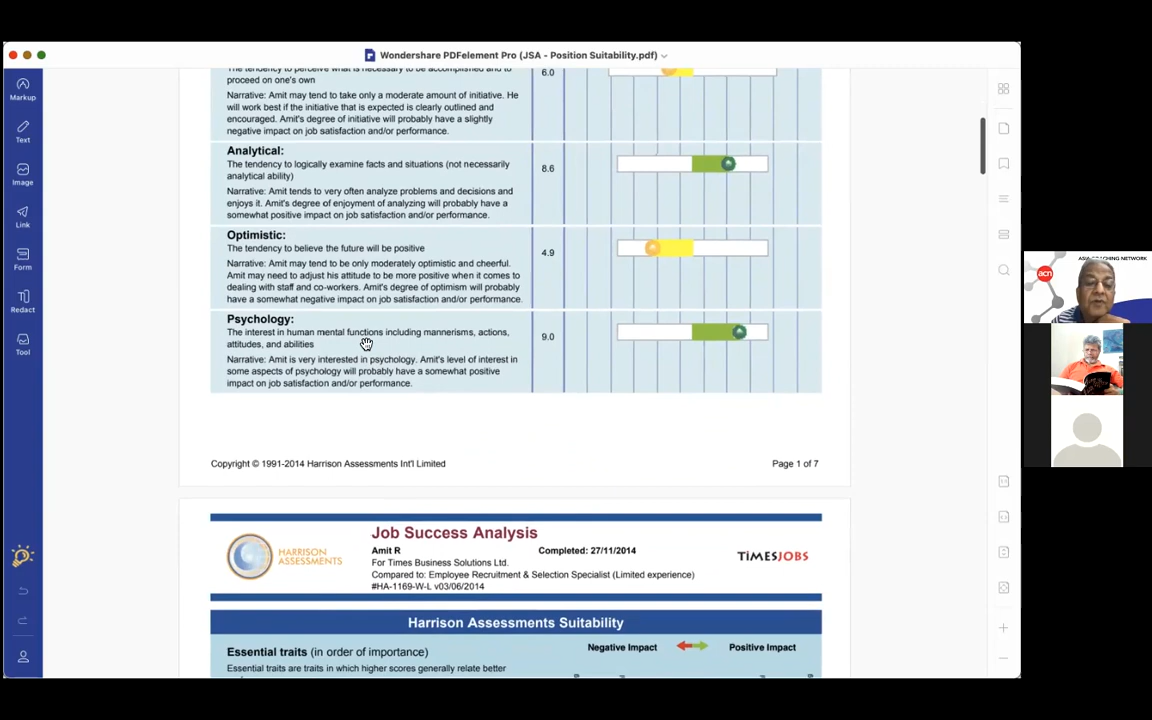 Wondershare PDFelement Pro (JSA - Position Suitability.pdf)
Markup
Text
Image
Link
Form
Redact
Tool
The tendency to perceive what is necessary to be accomplished and to
proceed on one's own
6.0
Narrative: Amit may tend to take only a moderate amount of initiative. He
will work best if the initiative that is expected is clearly outlined and
encouraged. Amit's degree of initiative will probably have a slightly
negative impact on job satisfaction and/or performance.
Analytical:
The tendency to logically examine facts and situations (not necessarily
analytical ability)
8.6
Narrative: Amit tends to very often analyze problems and decisions and
enjoys it. Amit's degree of enjoyment of analyzing will probably have a
somewhat positive impact on job satisfaction and/or performance.
Optimistic:
The tendency to believe the future will be positive
4.9
Narrative: Amit may tend to be only moderately optimistic and cheerful.
Amit may need to adjust his attitude to be more positive when it comes to
dealing with staff and co-workers. Amit's degree of optimism will probably
have a somewhat negative impact on job satisfaction and/or performance.
Psychology:
The interest in human mental functions including mannerisms, actions,
attitudes, and abilities
9.0
Narrative: Amit is very interested in psychology. Amit's level of interest in
some aspects of psychology will probably have a somewhat positive
impact on job satisfaction and/or performance.
Copyright © 1991-2014 Harrison Assessments Int'l Limited
Page 1 of 7
HARRISON
ASSESSMENTS
Job Success Analysis
Amit R
Completed: 27/11/2014
For Times Business Solutions Ltd.
Compared to: Employee Recruitment & Selection Specialist (Limited experience)
#HA-1169-W-L v03/06/2014
TIMESJOBS
Harrison Assessments Suitability
Essential traits (in order of importance)
Negative Impact
Positive Impact
Essential traits are traits in which higher scores generally relate better
ASIA COACHING NETWORK
acn